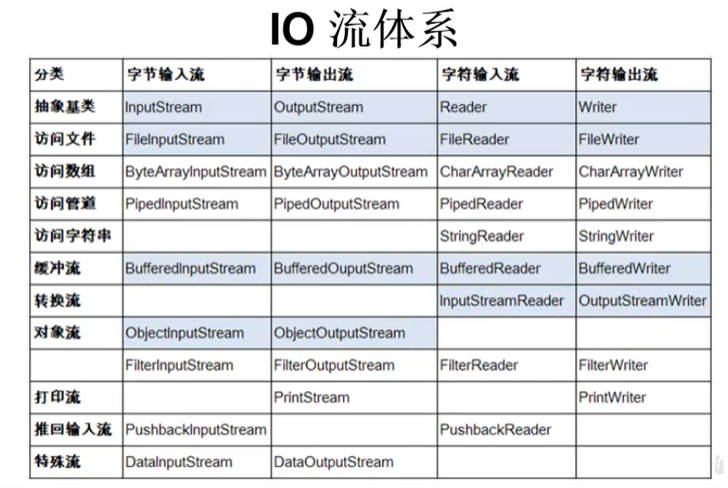 IO 流体系
分类 字节输入流 字节输出流 字符输入流 字符输出流
抽象基类 InputStream OutputStream Reader Writer
访问文件 FileInputStream FileOutputStream FileReader FileWriter
访问数组 ByteArrayInputStream ByteArrayOutputStream CharArrayReader CharArrayWriter
访问管道 PipedInputStream PipedOutputStream PipedReader PipedWriter
访问字符串 StringReader StringWriter
缓冲流 BufferedInputStream BufferedOuputStream BufferedReader BufferedWriter
转换流 InputStreamReader OutputStreamWriter
对象流 ObjectInputStream ObjectOutputStream
FilterInputStream FilterOutputStream FilterReader FilterWriter
打印流 PrintStream PrintWriter
推回输入流 PushbackInputStream PushbackReader
特殊流 DataInputStream DataOutputStream